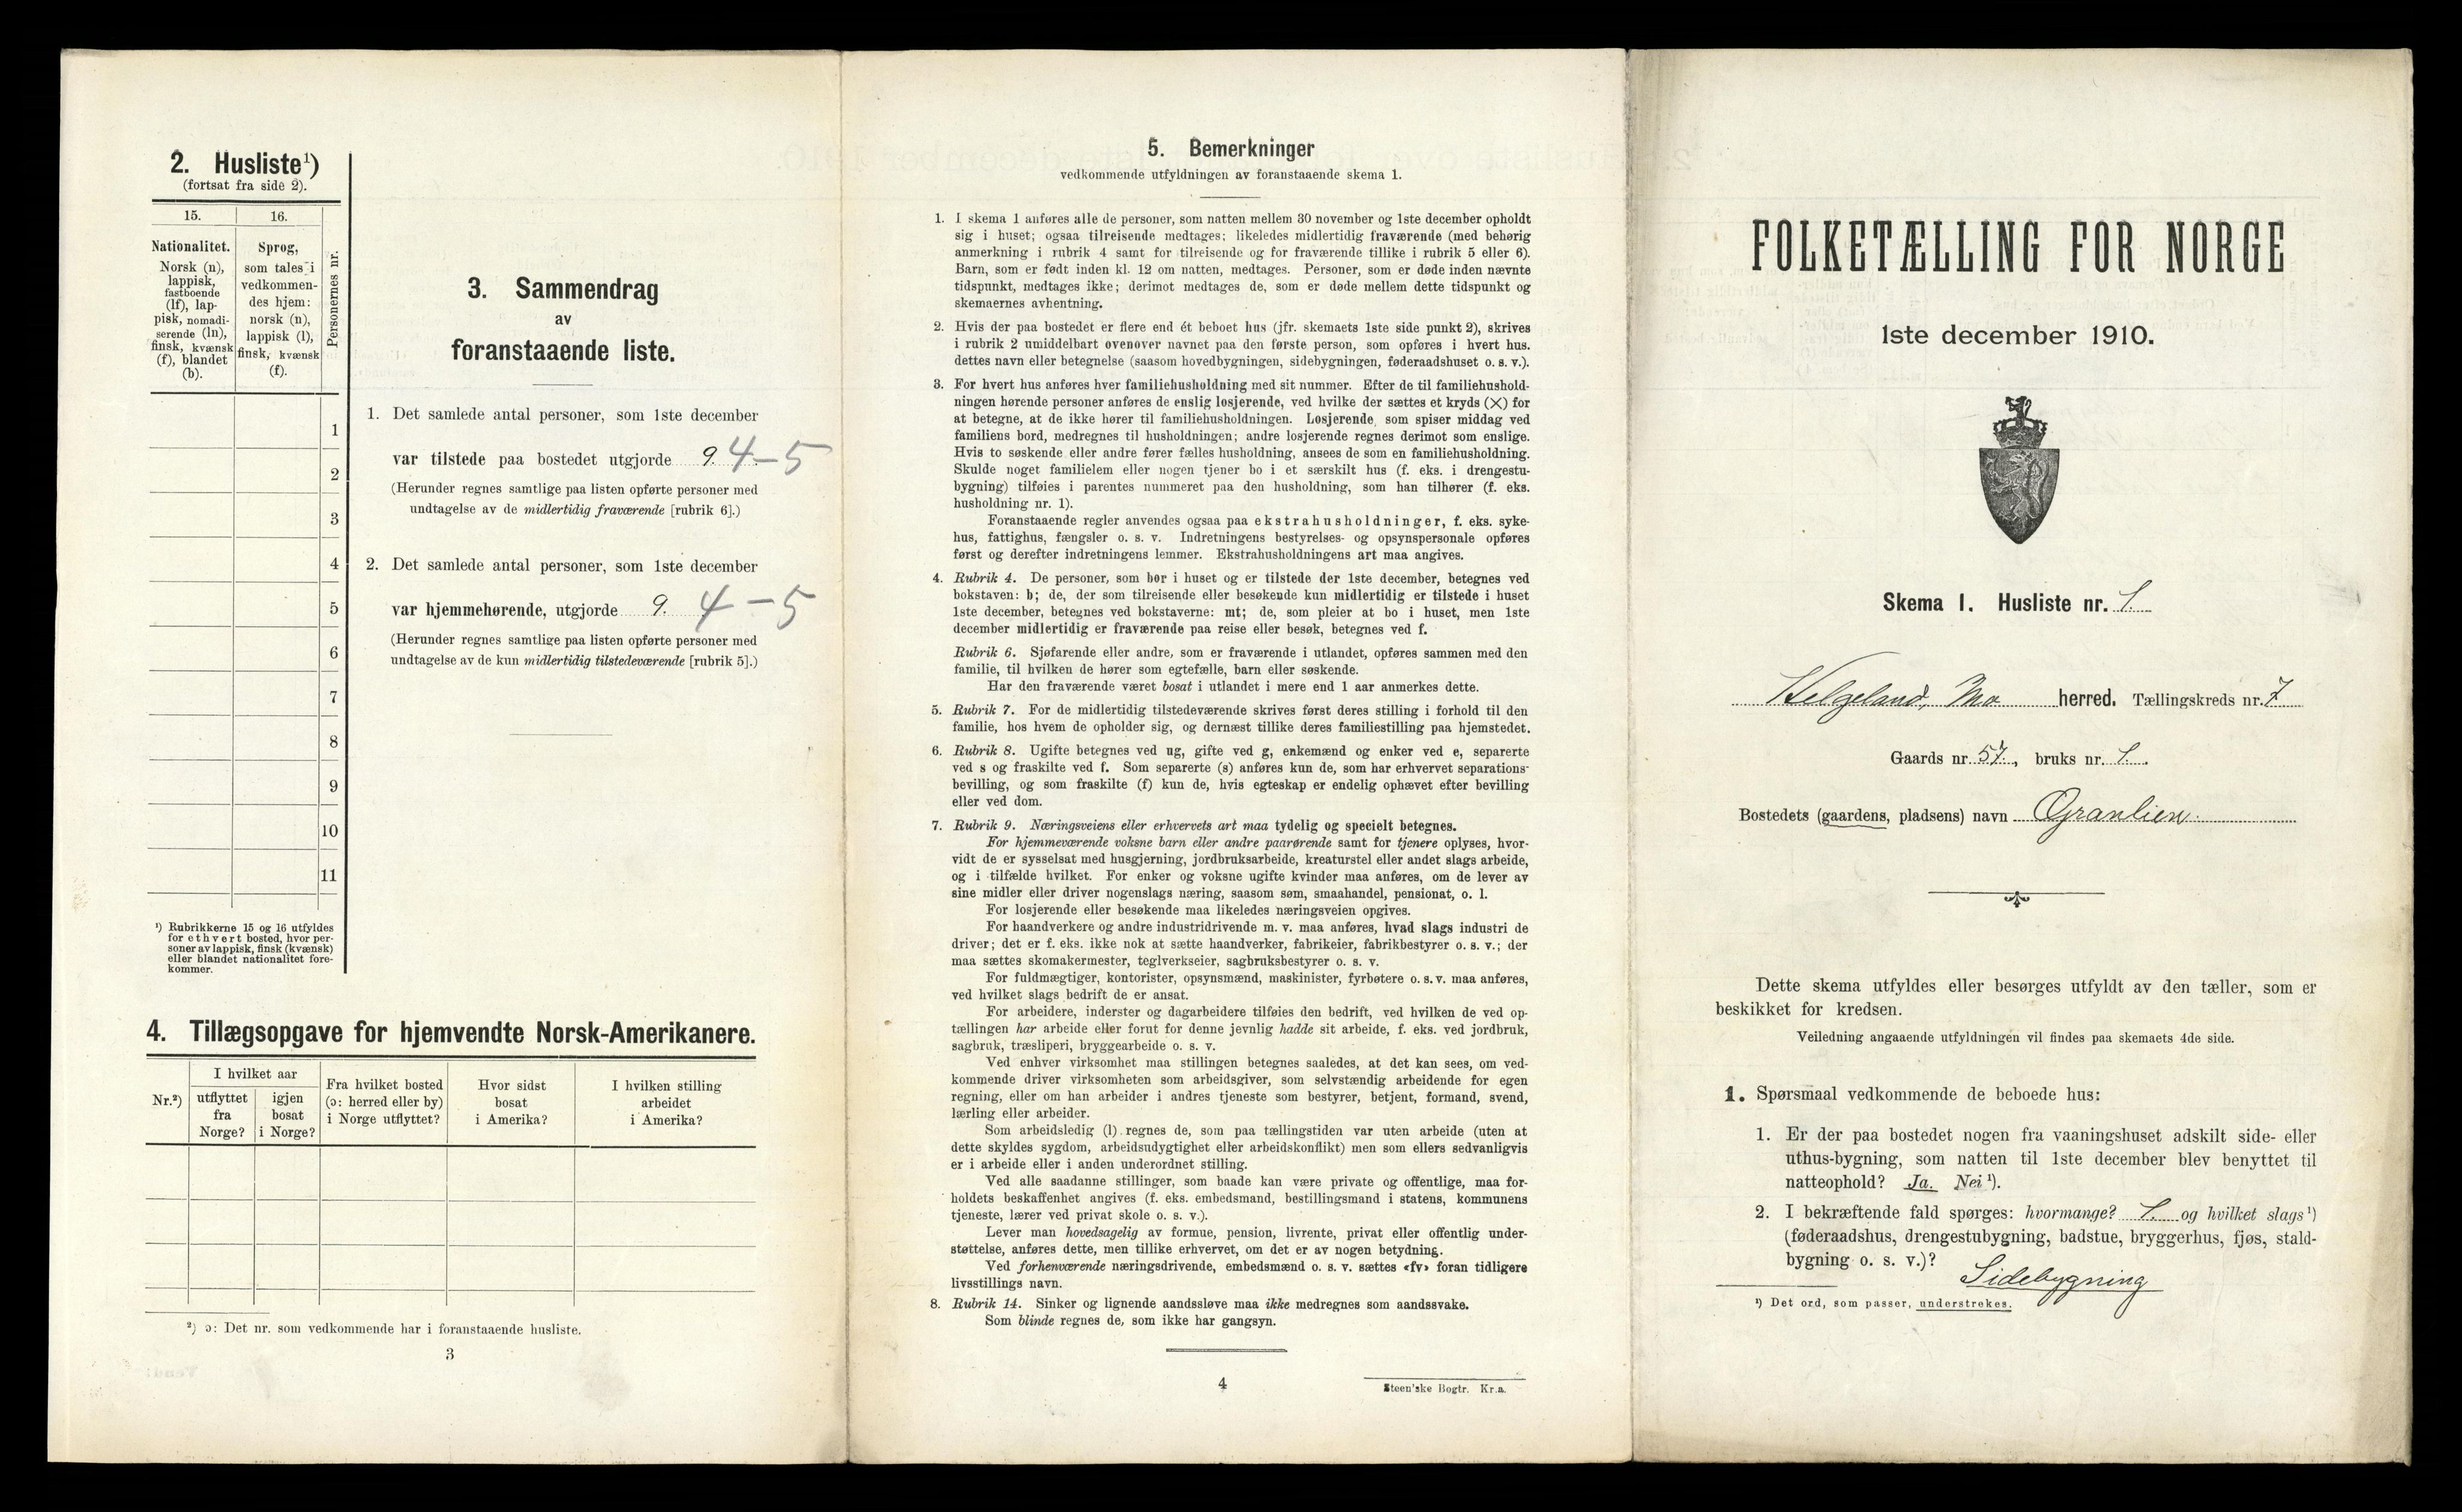 2. Husliste¹)
(fortsat fra side 2).
15.
16.
Nationalitet.
Norsk (n),
lappisk,
fastboende
(lf), lap-
pisk, nomadi-
serende (ln),
finsk, kvænsk
(f), blandet
(b).
Sprog,
som tales i
vedkommen-
des hjem:
norsk (n),
lappisk (l),
finsk, kvænsk
(f).
Personernes nr.
1
2
3
4
5
6
7
8
9
10
11
¹) Rubrikkerne 15 og 16 utfyldes
for ethvert bosted, hvor per-
soner av lappisk, finsk (kvænsk)
eller blandet nationalitet fore-
kommer.
3. Sammendrag
av
foranstaaende liste.
1. Det samlede antal personer, som 1ste december
var tilstede paa bostedet utgjorde 9. 4-5
(Herunder regnes samtlige paa listen opførte personer med
undtagelse av de midlertidig fraværende [rubrik 6].)
2. Det samlede antal personer, som 1ste december
var hjemmehørende, utgjorde 9. 4-5
(Herunder regnes samtlige paa listen opførte personer med
undtagelse av de kun midlertidig tilstedeværende [rubrik 5].)
4. Tillægsopgave for hjemvendte Norsk-Amerikanere.
Nr.²)
I hvilket aar
utflyttet
fra
Norge?
igjen
bosat
i Norge?
Fra hvilket bosted
(ɔ: herred eller by)
i Norge utflyttet?
Hvor sidst
bosat
i Amerika?
I hvilken stilling
arbeidet
i Amerika?
²) ɔ: Det nr. som vedkommende har i foranstaaende husliste.
3
5. Bemerkninger
vedkommende utfyldningen av foranstaaende skema 1.
1. I skema 1 anføres alle de personer, som natten mellem 30 november og 1ste december opholdt
sig i huset; ogsaa tilreisende medtages; likeledes midlertidig fraværende (med behørig
anmerkning i rubrik 4 samt for tilreisende og for fraværende tillike i rubrik 5 eller 6).
Barn, som er født inden kl. 12 om natten, medtages. Personer, som er døde inden nævnte
tidspunkt, medtages ikke; derimot medtages de, som er døde mellem dette tidspunkt og
skemaernes avhentning.
2. Hvis der paa bostedet er flere end ét beboet hus (jfr. skemaets 1ste side punkt 2), skrives
i rubrik 2 umiddelbart ovenover navnet paa den første person, som opføres i hvert hus.
dettes navn eller betegnelse (saasom hovedbygningen, sidebygningen, føderaadshuset o. s. v.).
3. For hvert hus anføres hver familiehusholdning med sit nummer. Efter de til familiehushold-
ningen hørende personer anføres de enslig losjerende, ved hvilke der sættes et kryds (×) for
at betegne, at de ikke hører til familiehusholdningen. Losjerende, som spiser middag ved
familiens bord, medregnes til husholdningen; andre losjerende regnes derimot som enslige.
Hvis to søskende eller andre fører fælles husholdning, ansees de som en familiehusholdning.
Skulde noget familielem eller nogen tjener bo i et særskilt hus (f. eks. i drengestu-
bygning) tilføies i parentes nummeret paa den husholdning, som han tilhører (f. eks.
husholdning nr. 1).
Foranstaaende regler anvendes ogsaa paa ekstrahusholdninger, f. eks. syke-
hus, fattighus, fængsler o. s. v. Indretningens bestyrelses- og opsynspersonale opføres
først og derefter indretningens lemmer. Ekstrahusholdningens art maa angives.
4. Rubrik 4. De personer, som bor i huset og er tilstede der 1ste december, betegnes ved
bokstaven: b; de, der som tilreisende eller besøkende kun midlertidig er tilstede i huset
1ste december, betegnes ved bokstaverne: mt; de, som pleier at bo i huset, men 1ste
december midlertidig er fraværende paa reise eller besøk, betegnes ved f.
Rubrik 6. Sjøfarende eller andre, som er fraværende i utlandet, opføres sammen med den
familie, til hvilken de hører som egtefælle, barn eller søskende.
Har den fraværende været bosat i utlandet i mere end 1 aar anmerkes dette.
5. Rubrik 7. For de midlertidig tilstedeværende skrives først deres stilling i forhold til den
familie, hos hvem de opholder sig, og dernæst tillike deres familiestilling paa hjemstedet.
6. Rubrik 8. Ugifte betegnes ved ug, gifte ved g, enkemænd og enker ved e, separerte
ved s og fraskilte ved f. Som separerte (s) anføres kun de, som har erhvervet separations-
bevilling, og som fraskilte (f) kun de, hvis egteskap er endelig ophævet efter bevilling
eller ved dom.
7. Rubrik 9. Næringsveiens eller erhvervets art maa tydelig og specielt betegnes.
For hjemmeværende voksne barn eller andre paarørende samt for tjenere oplyses, hvor-
vidt de er sysselsat med husgjerning, jordbruksarbeide, kreaturstel eller andet slags arbeide,
og i tilfælde hvilket. For enker og voksne ugifte kvinder maa anføres, om de lever av
sine midler eller driver nogenslags næring, saasom søm, smaahandel, pensionat, o. l.
For losjerende eller besøkende maa likeledes næringsveien opgives.
For haandverkere og andre industridrivende m. v. maa anføres, hvad slags industri de
driver; det er f. eks. ikke nok at sætte haandverker, fabrikeier, fabrikbestyrer o. s. v.; der
maa sættes skomakermester, teglverkseier, sagbruksbestyrer o. s. v.
For fuldmægtiger, kontorister, opsynsmænd, maskinister, fyrbøtere o. s. v. maa anføres,
ved hvilket slags bedrift de er ansat.
For arbeidere, inderster og dagarbeidere tilføies den bedrift, ved hvilken de ved op-
tællingen har arbeide eller forut for denne jevnlig hadde sit arbeide, f. eks. ved jordbruk,
sagbruk, træsliperi, bryggearbeide o. s. v.
Ved enhver virksomhet maa stillingen betegnes saaledes, at det kan sees, om ved-
kommende driver virksomheten som arbeidsgiver, som selvstændig arbeidende for egen
regning, eller om han arbeider i andres tjeneste som bestyrer, betjent, formand, svend,
lærling eller arbeider.
Som arbeidsledig (l) regnes de, som paa tællingstiden var uten arbeide (uten at
dette skyldes sygdom, arbeidsudygtighet eller arbeidskonflikt) men som ellers sedvanligvis
er i arbeide eller i anden underordnet stilling.
Ved alle saadanne stillinger, som baade kan være private og offentlige, maa for-
holdets beskaffenhet angives (f. eks. embedsmand, bestillingsmand i statens, kommunens
tjeneste, lærer ved privat skole o. s. v.).
Lever man hovedsagelig av formue, pension, livrente, privat eller offentlig under-
støttelse, anføres dette, men tillike erhvervet, om det er av nogen betydning.
Ved forhenværende næringsdrivende, embedsmænd o. s. v. sættes «fv» foran tidligere
livsstillings navn.
8. Rubrik 14. Sinker og lignende aandssløve maa ikke medregnes som aandssvake.
Som blinde regnes de, som ikke har gangsyn.
4
Steen'ske Bogtr. Kr.a.
FOLKETÆLLING FOR NORGE
1ste december 1910.
Skema 1. Husliste nr. 1.
Helgeland, Mo herred. Tællingskreds nr. 7
Gaards nr. 57., bruks nr. 1.
Bostedets (gaardens, pladsens) navn Granlien.
Dette skema utfyldes eller besørges utfyldt av den tæller, som er
beskikket for kredsen.
Veiledning angaaende utfyldningen vil findes paa skemaets 4de side.
1. Spørsmaal vedkommende de beboede hus:
1. Er der paa bostedet nogen fra vaaningshuset adskilt side- eller
uthus-bygning, som natten til 1ste december blev benyttet til
natteophold? Ja. Nei ¹).
2. I bekræftende fald spørges: hvormange? 1. og hvilket slags ¹)
(føderaadshus, drengestubygning, badstue, bryggerhus, fjøs, stald-
bygning o. s. v.)?
Sidebygning
¹) Det ord, som passer, understrekes.